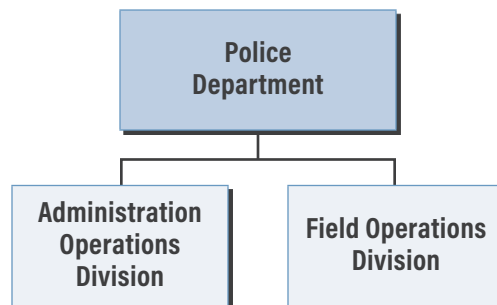 Police
Department
Administration
Operations
Division
Field Operations
Division